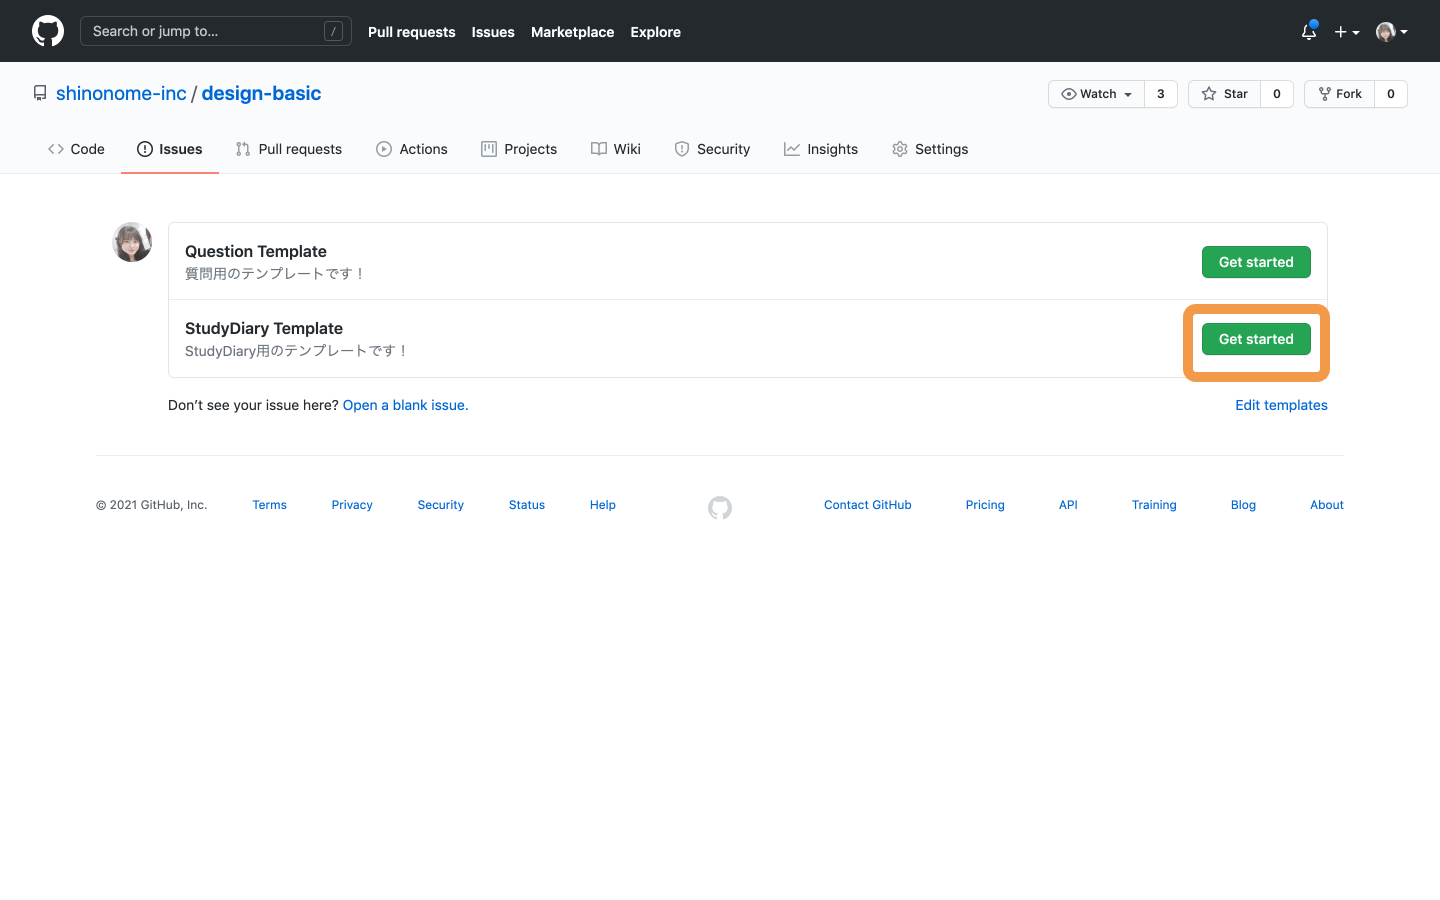 Search or jump to… /
Pull requests Issues Marketplace Explore
shinonome-inc / design-basic
Watch 3 Star 0 Fork 0
Code Issues Pull requests Actions Projects Wiki Security Insights Settings
Question Template
質問用のテンプレートです！
Get started
StudyDiary Template
StudyDiary用のテンプレートです！
Get started
Don’t see your issue here? Open a blank issue.
Edit templates
© 2021 GitHub, Inc. Terms Privacy Security Status Help Contact GitHub Pricing API Training Blog About